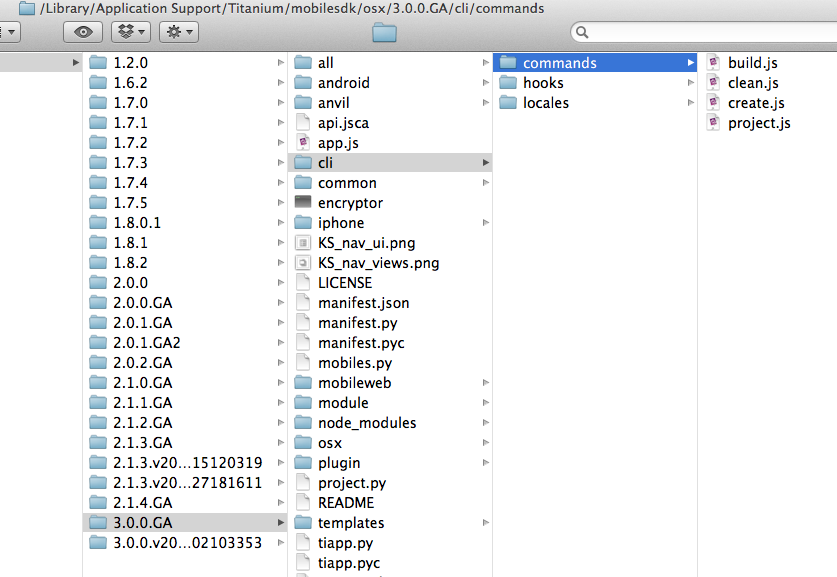 /Library/Application Support/Titanium/mobilesdk/osx/3.0.0.GA/cli/commands
1.2.0
1.6.2
1.7.0
1.7.1
1.7.2
1.7.3
1.7.4
1.7.5
1.8.0.1
1.8.1
1.8.2
2.0.0
2.0.0.GA
2.0.1.GA
2.0.1.GA2
2.0.2.GA
2.1.0.GA
2.1.1.GA
2.1.2.GA
2.1.3.GA
2.1.3.v20...15120319
2.1.3.v20...27181611
2.1.4.GA
3.0.0.GA
3.0.0.v20...02103353
all
android
anvil
api.jsca
app.js
cli
common
encryptor
iphone
KS_nav_ui.png
KS_nav_views.png
LICENSE
manifest.json
manifest.py
manifest.pyc
mobiles.py
mobileweb
module
node_modules
osx
plugin
project.py
README
templates
tiapp.py
tiapp.pyc
commands
hooks
locales
build.js
clean.js
create.js
project.js